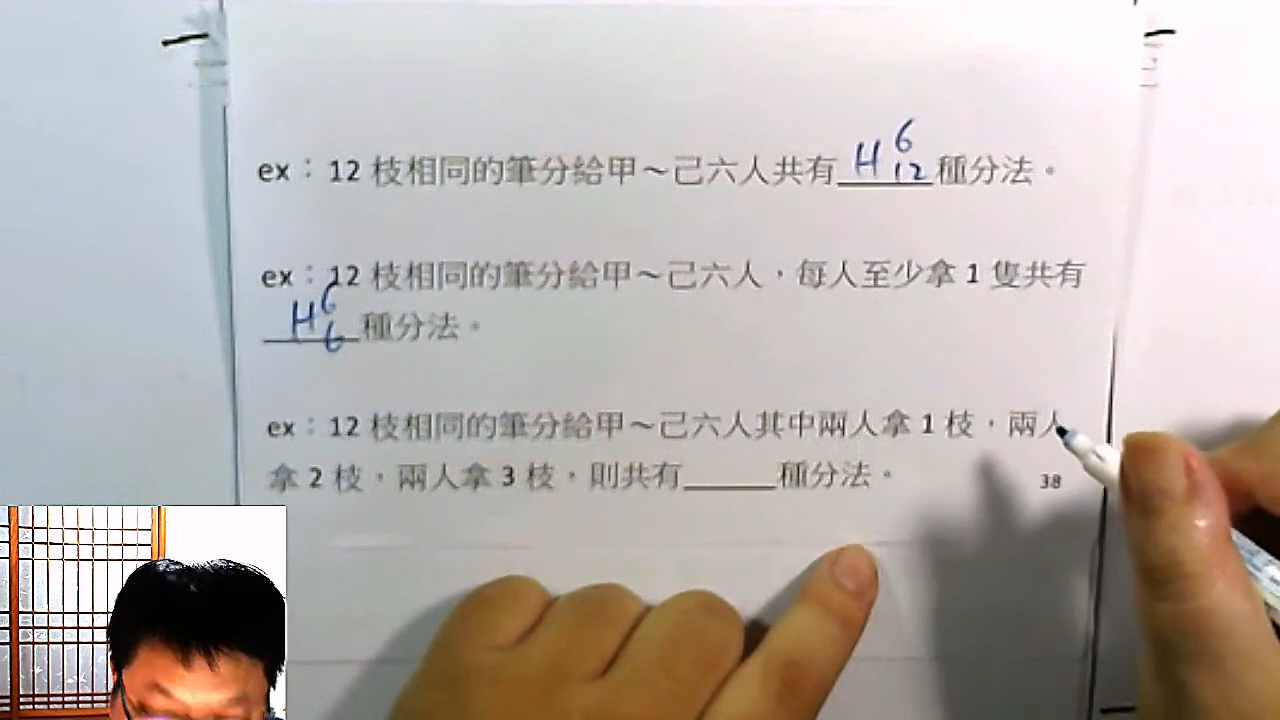 ex：12 枝相同的筆分給甲～己六人共有 H⁶₁₂ 種分法。
ex：12 枝相同的筆分給甲～己六人，每人至少拿 1 隻共有
H⁶₆ 種分法。
ex：12 枝相同的筆分給甲～己六人其中兩人拿 1 枝，兩人
拿 2 枝，兩人拿 3 枝，則共有______種分法。
38